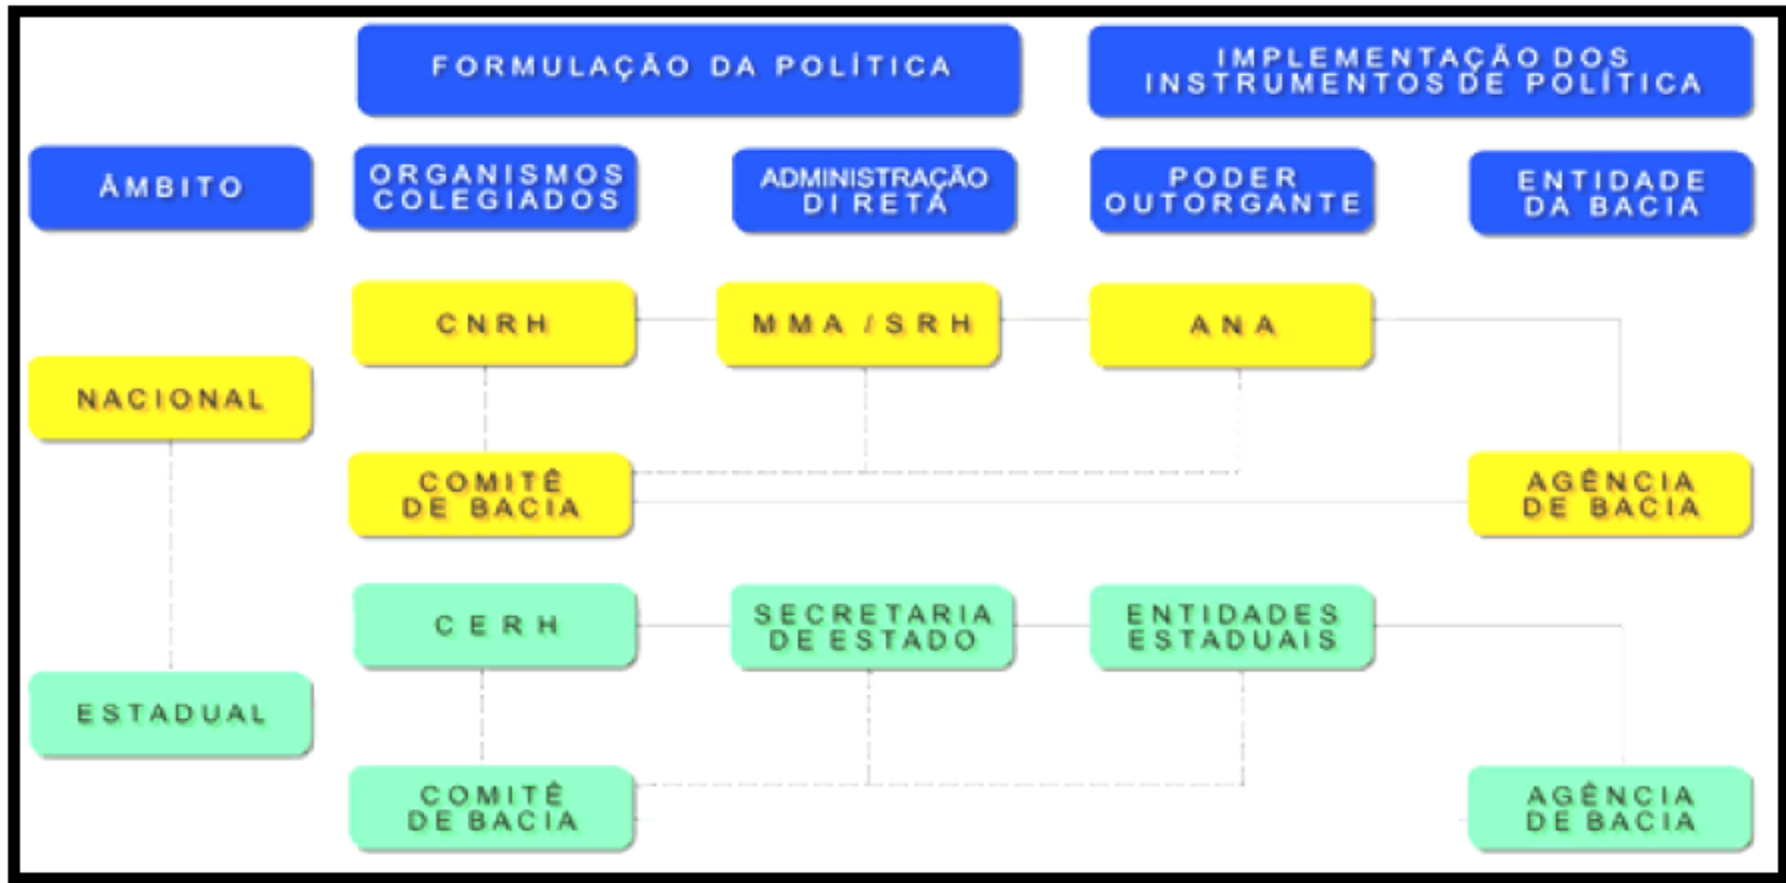 FORMULAÇÃO DA POLÍTICA
IMPLEMENTAÇÃO DOS
INSTRUMENTOS DE POLÍTICA
ÂMBITO
ORGANISMOS
COLEGIADOS
ADMINISTRAÇÃO
DIRETA
PODER
OUTORGANTE
ENTIDADE
DA BACIA
NACIONAL
CNRH
MMA / SRH
ANA
COMITÊ
DE BACIA
AGÊNCIA
DE BACIA
ESTADUAL
CERH
SECRETARIA
DE ESTADO
ENTIDADES
ESTADUAIS
COMITÊ
DE BACIA
AGÊNCIA
DE BACIA